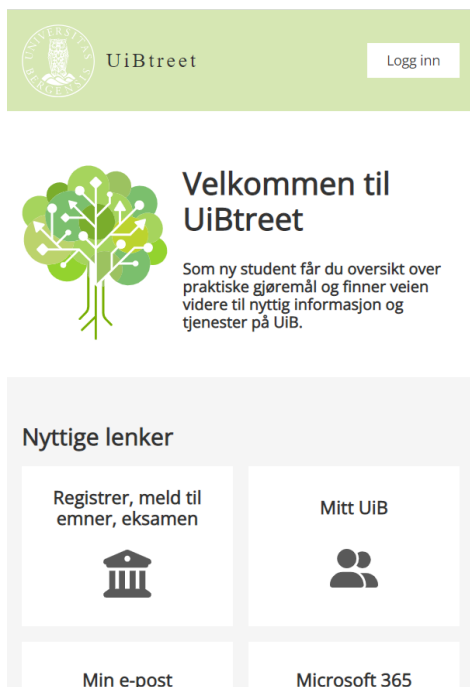 UNIVERSITAS
BERGENSIS
UiBtreet
Logg inn
Velkommen til
UiBtreet
Som ny student får du oversikt over
praktiske gjøremål og finner veien
videre til nyttig informasjon og
tjenester på UiB.
Nyttige lenker
Registrer, meld til
emner, eksamen
Mitt UiB
Min e-post
Microsoft 365